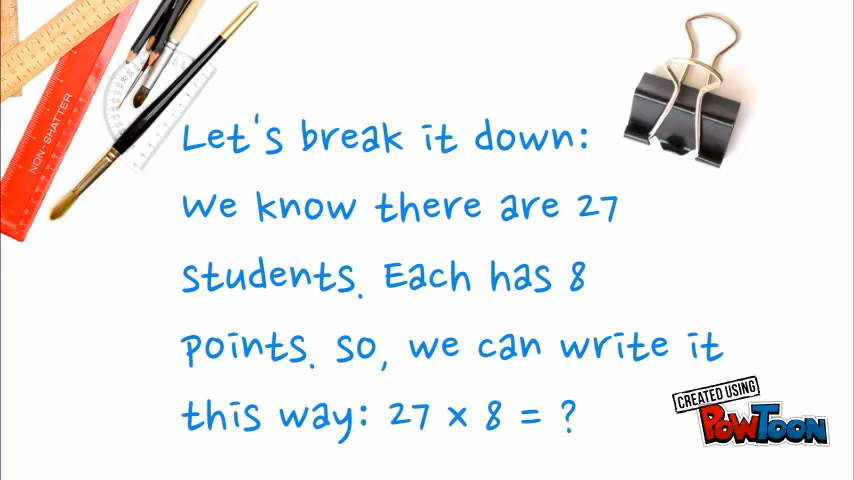 Let's break it down:
We know there are 27
students. Each has 8
points. So, we can write it
this way: 27 x 8 = ?
NON-SHATTER
CREATED USING
POWTOON